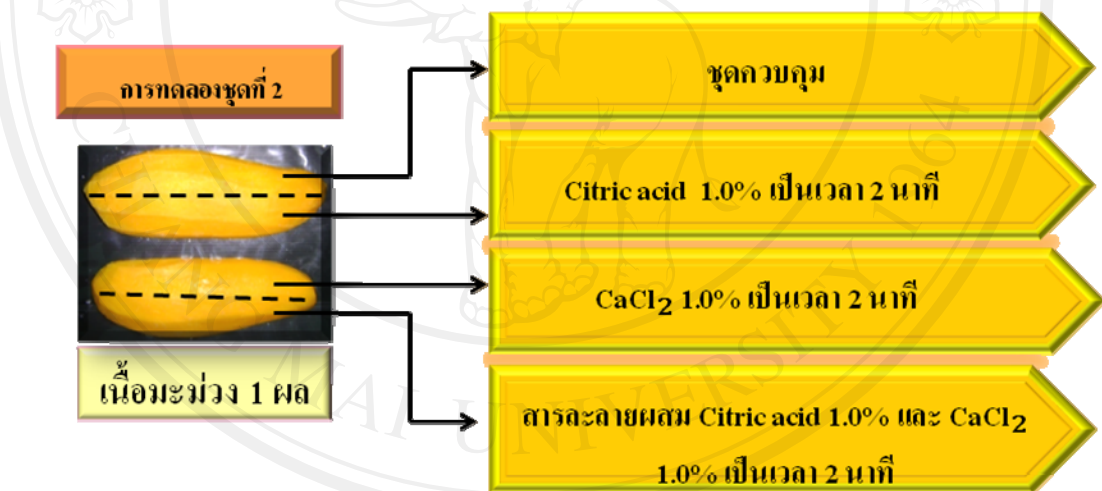 การทดลองชุดที่ 2
เนื้อมะม่วง 1 ผล
ชุดควบคุม
Citric acid 1.0% เป็นเวลา 2 นาที
CaCl2 1.0% เป็นเวลา 2 นาที
สารละลายผสม Citric acid 1.0% และ CaCl2
1.0% เป็นเวลา 2 นาที